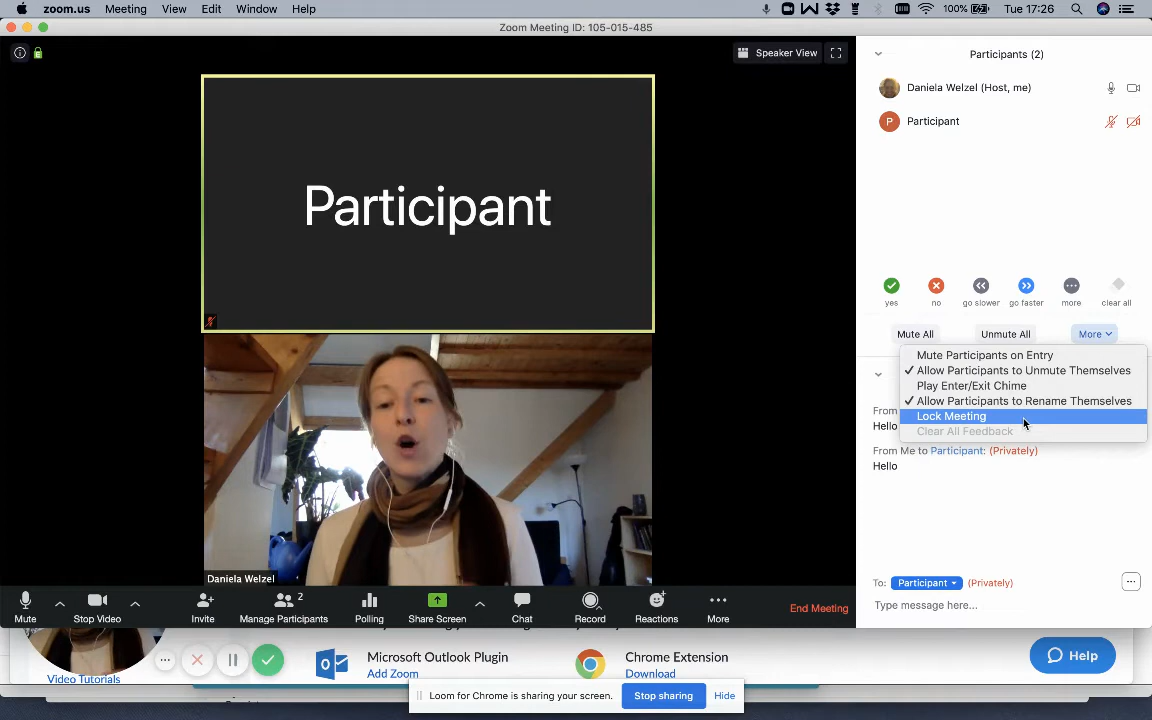 zoom.us Meeting View Edit Window Help
100% Tue 17:26
Zoom Meeting ID: 105-015-485
Speaker View
Participants (2)
Daniela Welzel (Host, me)
P Participant
Participant
yes no go slower go faster more clear all
Mute All Unmute All More
Mute Participants on Entry
✓ Allow Participants to Unmute Themselves
Play Enter/Exit Chime
✓ Allow Participants to Rename Themselves
Lock Meeting
Clear All Feedback
From
Hello
From Me to Participant: (Privately)
Hello
Daniela Welzel
To: Participant (Privately)
Type message here...
Mute Stop Video Invite 2 Manage Participants Polling Share Screen Chat Record Reactions More
End Meeting
Video Tutorials
Microsoft Outlook Plugin
Add Zoom
Chrome Extension
Download
Help
Loom for Chrome is sharing your screen. Stop sharing Hide